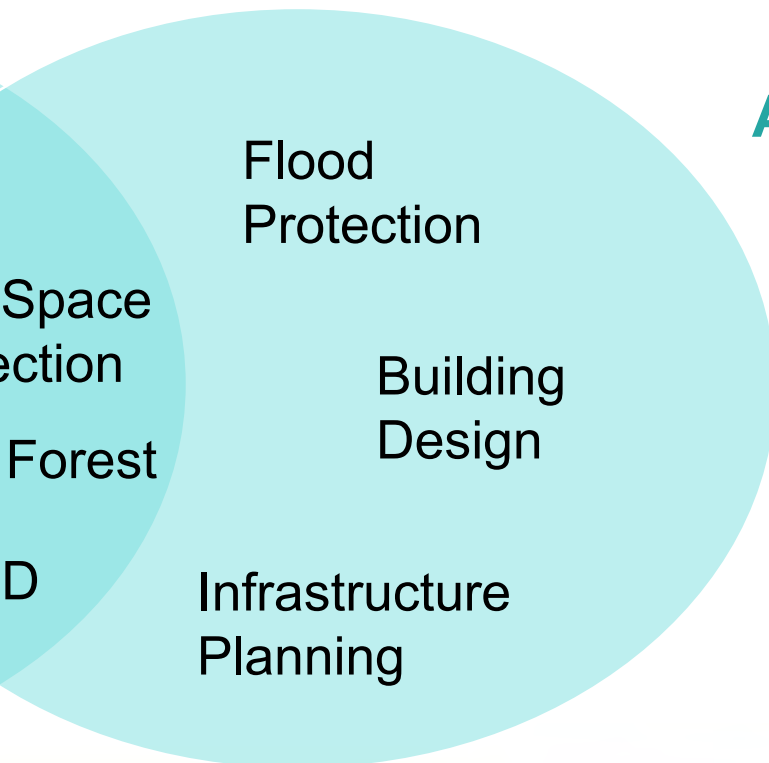 A
Flood
Protection
Space
ection
Building
Design
Forest
D
Infrastructure
Planning